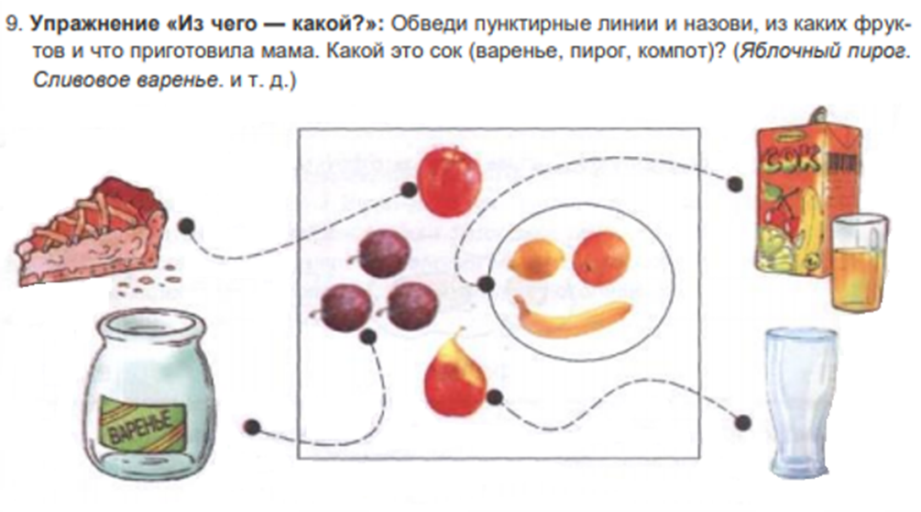 9. Упражнение «Из чего — какой?»: Обведи пунктирные линии и назови, из каких фрук-
тов и что приготовила мама. Какой это сок (варенье, пирог, компот)? (Яблочный пирог.
Сливовое варенье. и т. д.)
СОК
ВАРЕНЬЕ